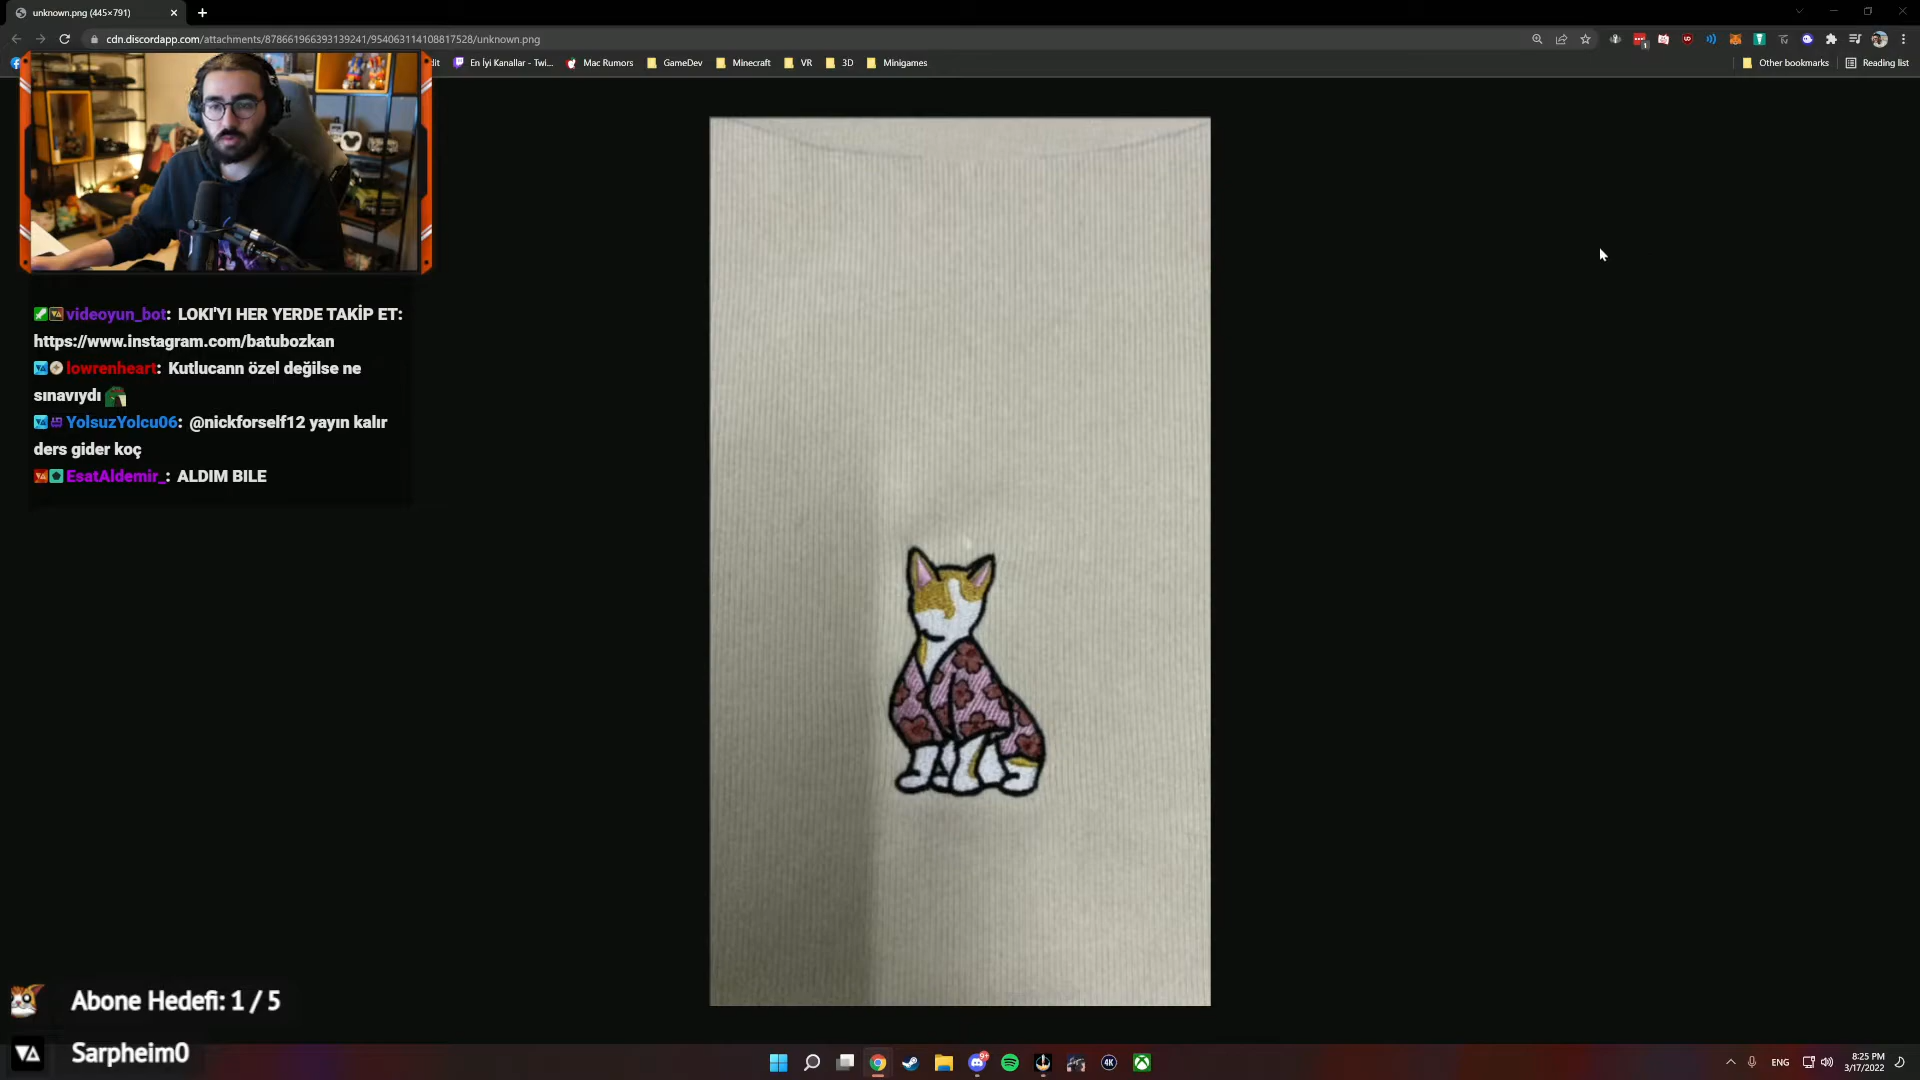 unknown.png (445×791)
cdn.discordapp.com/attachments/878661966393139241/954063114108817528/unknown.png
dit
En İyi Kanallar - Twi...
Mac Rumors
GameDev
Minecraft
VR
3D
Minigames
Other bookmarks
Reading list
videoyun_bot: LOKI'YI HER YERDE TAKİP ET:
https://www.instagram.com/batubozkan
lowrenheart: Kutlucann özel değilse ne
sınavıydı
YolsuzYolcu06: @nickforself12 yayın kalır
ders gider koç
EsatAldemir_: ALDIM BILE
Abone Hedefi: 1 / 5
Sarpheim0
9+
4K
ENG
8:25 PM
3/17/2022